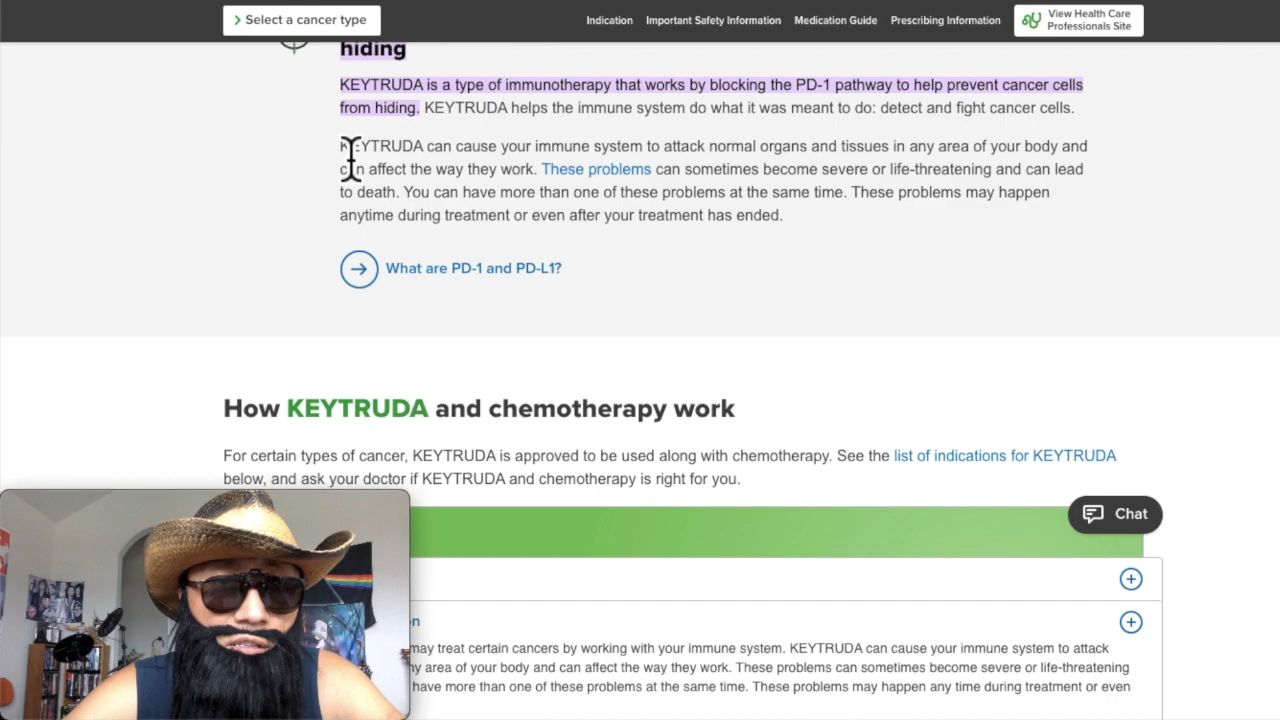 Select a cancer type
Indication
Important Safety Information
Medication Guide
Prescribing Information
View Health Care
Professionals Site
hiding
KEYTRUDA is a type of immunotherapy that works by blocking the PD-1 pathway to help prevent cancer cells
from hiding. KEYTRUDA helps the immune system do what it was meant to do: detect and fight cancer cells.
KEYTRUDA can cause your immune system to attack normal organs and tissues in any area of your body and
can affect the way they work. These problems can sometimes become severe or life-threatening and can lead
to death. You can have more than one of these problems at the same time. These problems may happen
anytime during treatment or even after your treatment has ended.
What are PD-1 and PD-L1?
How KEYTRUDA and chemotherapy work
For certain types of cancer, KEYTRUDA is approved to be used along with chemotherapy. See the list of indications for KEYTRUDA
below, and ask your doctor if KEYTRUDA and chemotherapy is right for you.
Chat
may treat certain cancers by working with your immune system. KEYTRUDA can cause your immune system to attack
area of your body and can affect the way they work. These problems can sometimes become severe or life-threatening
have more than one of these problems at the same time. These problems may happen any time during treatment or even